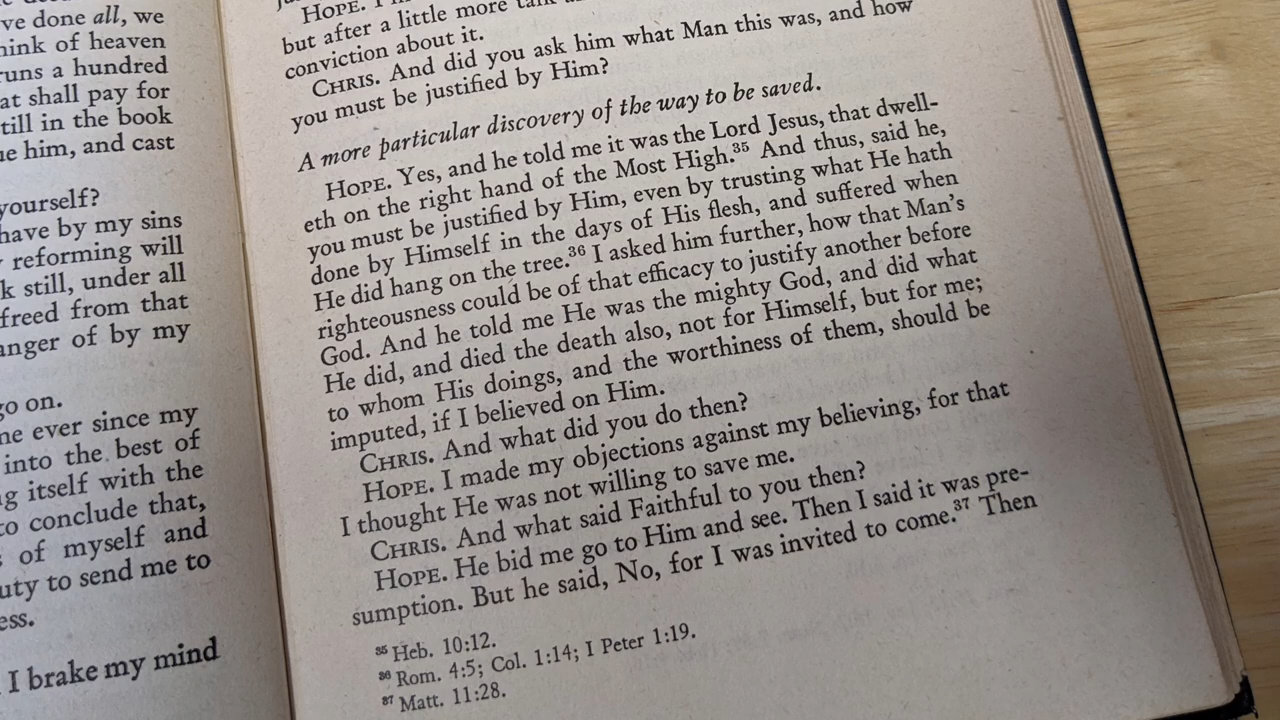 ve done all, we
hink of heaven
runs a hundred
at shall pay for
till in the book
e him, and cast
yourself?
have by my sins
reforming will
k still, under all
freed from that
anger of by my
go on.
ne ever since my
into the best of
g itself with the
to conclude that,
of myself and
uty to send me to
ess.
I brake my mind
HOPE. I
but after a little more talk
conviction about it.
CHRIS. And did you ask him what Man this was, and how
you must be justified by Him?
A more particular discovery of the way to be saved.
HOPE. Yes, and he told me it was the Lord Jesus, that dwell-
eth on the right hand of the Most High.35 And thus, said he,
you must be justified by Him, even by trusting what He hath
done by Himself in the days of His flesh, and suffered when
He did hang on the tree.36 I asked him further, how that Man's
righteousness could be of that efficacy to justify another before
God. And he told me He was the mighty God, and did what
He did, and died the death also, not for Himself, but for me;
to whom His doings, and the worthiness of them, should be
imputed, if I believed on Him.
CHRIS. And what did you do then?
HOPE. I made my objections against my believing, for that
I thought He was not willing to save me.
CHRIS. And what said Faithful to you then?
HOPE. He bid me go to Him and see. Then I said it was pre-
sumption. But he said, No, for I was invited to come.37 Then
35 Heb. 10:12.
36 Rom. 4:5; Col. 1:14; I Peter 1:19.
37 Matt. 11:28.